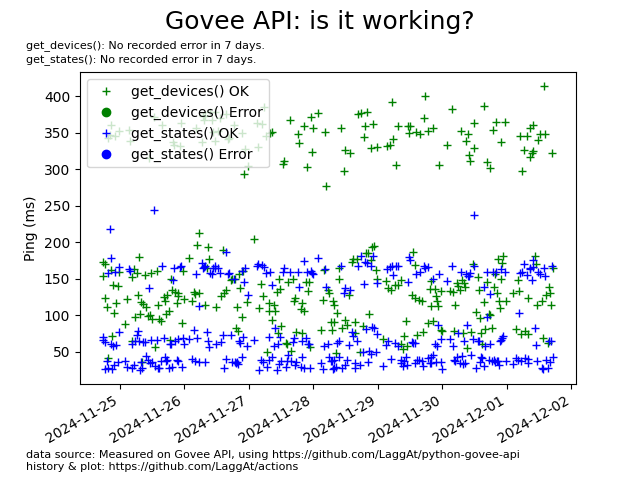 Govee API: is it working?
get_devices(): No recorded error in 7 days.
get_states(): No recorded error in 7 days.
get_devices() OK
get_devices() Error
get_states() OK
get_states() Error
Ping (ms)
400
350
300
250
200
150
100
50
2024-11-25
2024-11-26
2024-11-27
2024-11-28
2024-11-29
2024-11-30
2024-12-01
2024-12-02
data source: Measured on Govee API, using https://github.com/LaggAt/python-govee-api
history & plot: https://github.com/LaggAt/actions